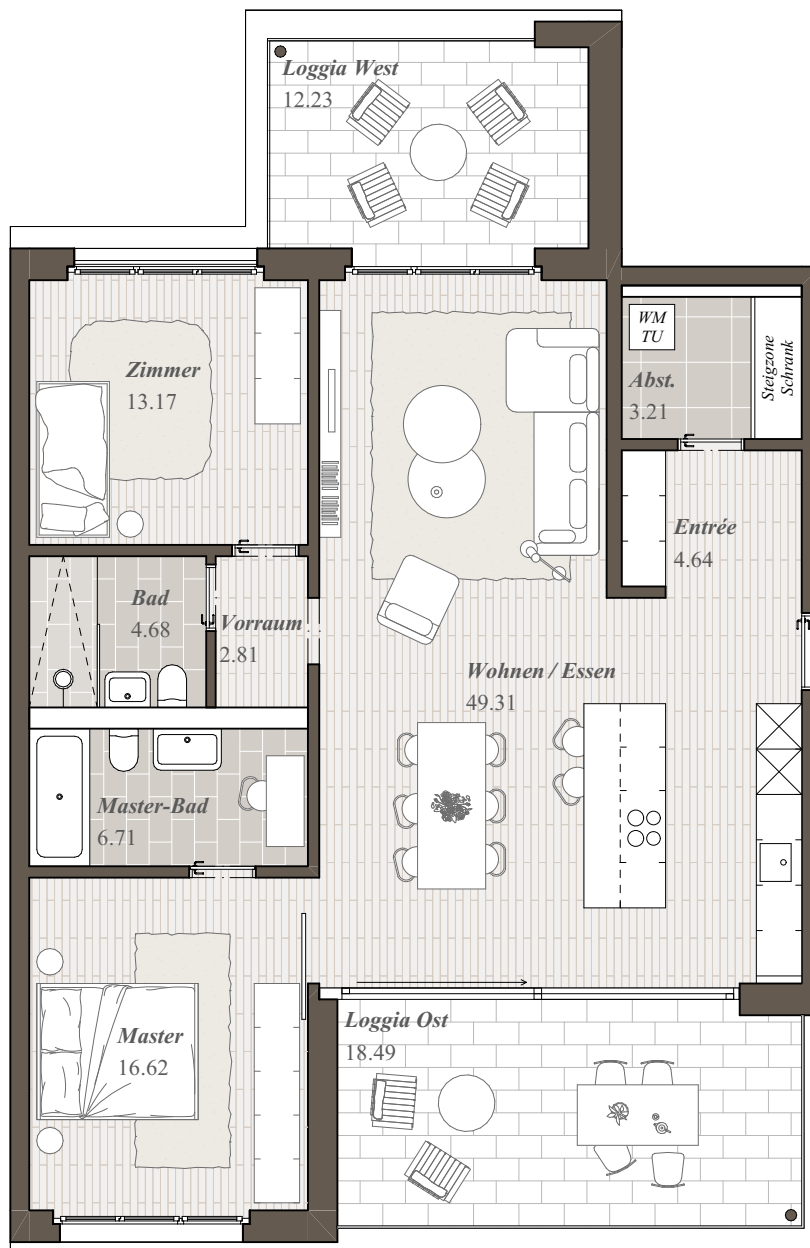 Loggia West
12.23
WM
TU
Steigzone
Schrank
Zimmer
13.17
Abst.
3.21
Entrée
4.64
Bad
4.68
Vorraum
2.81
Wohnen / Essen
49.31
Master-Bad
6.71
Loggia Ost
18.49
Master
16.62